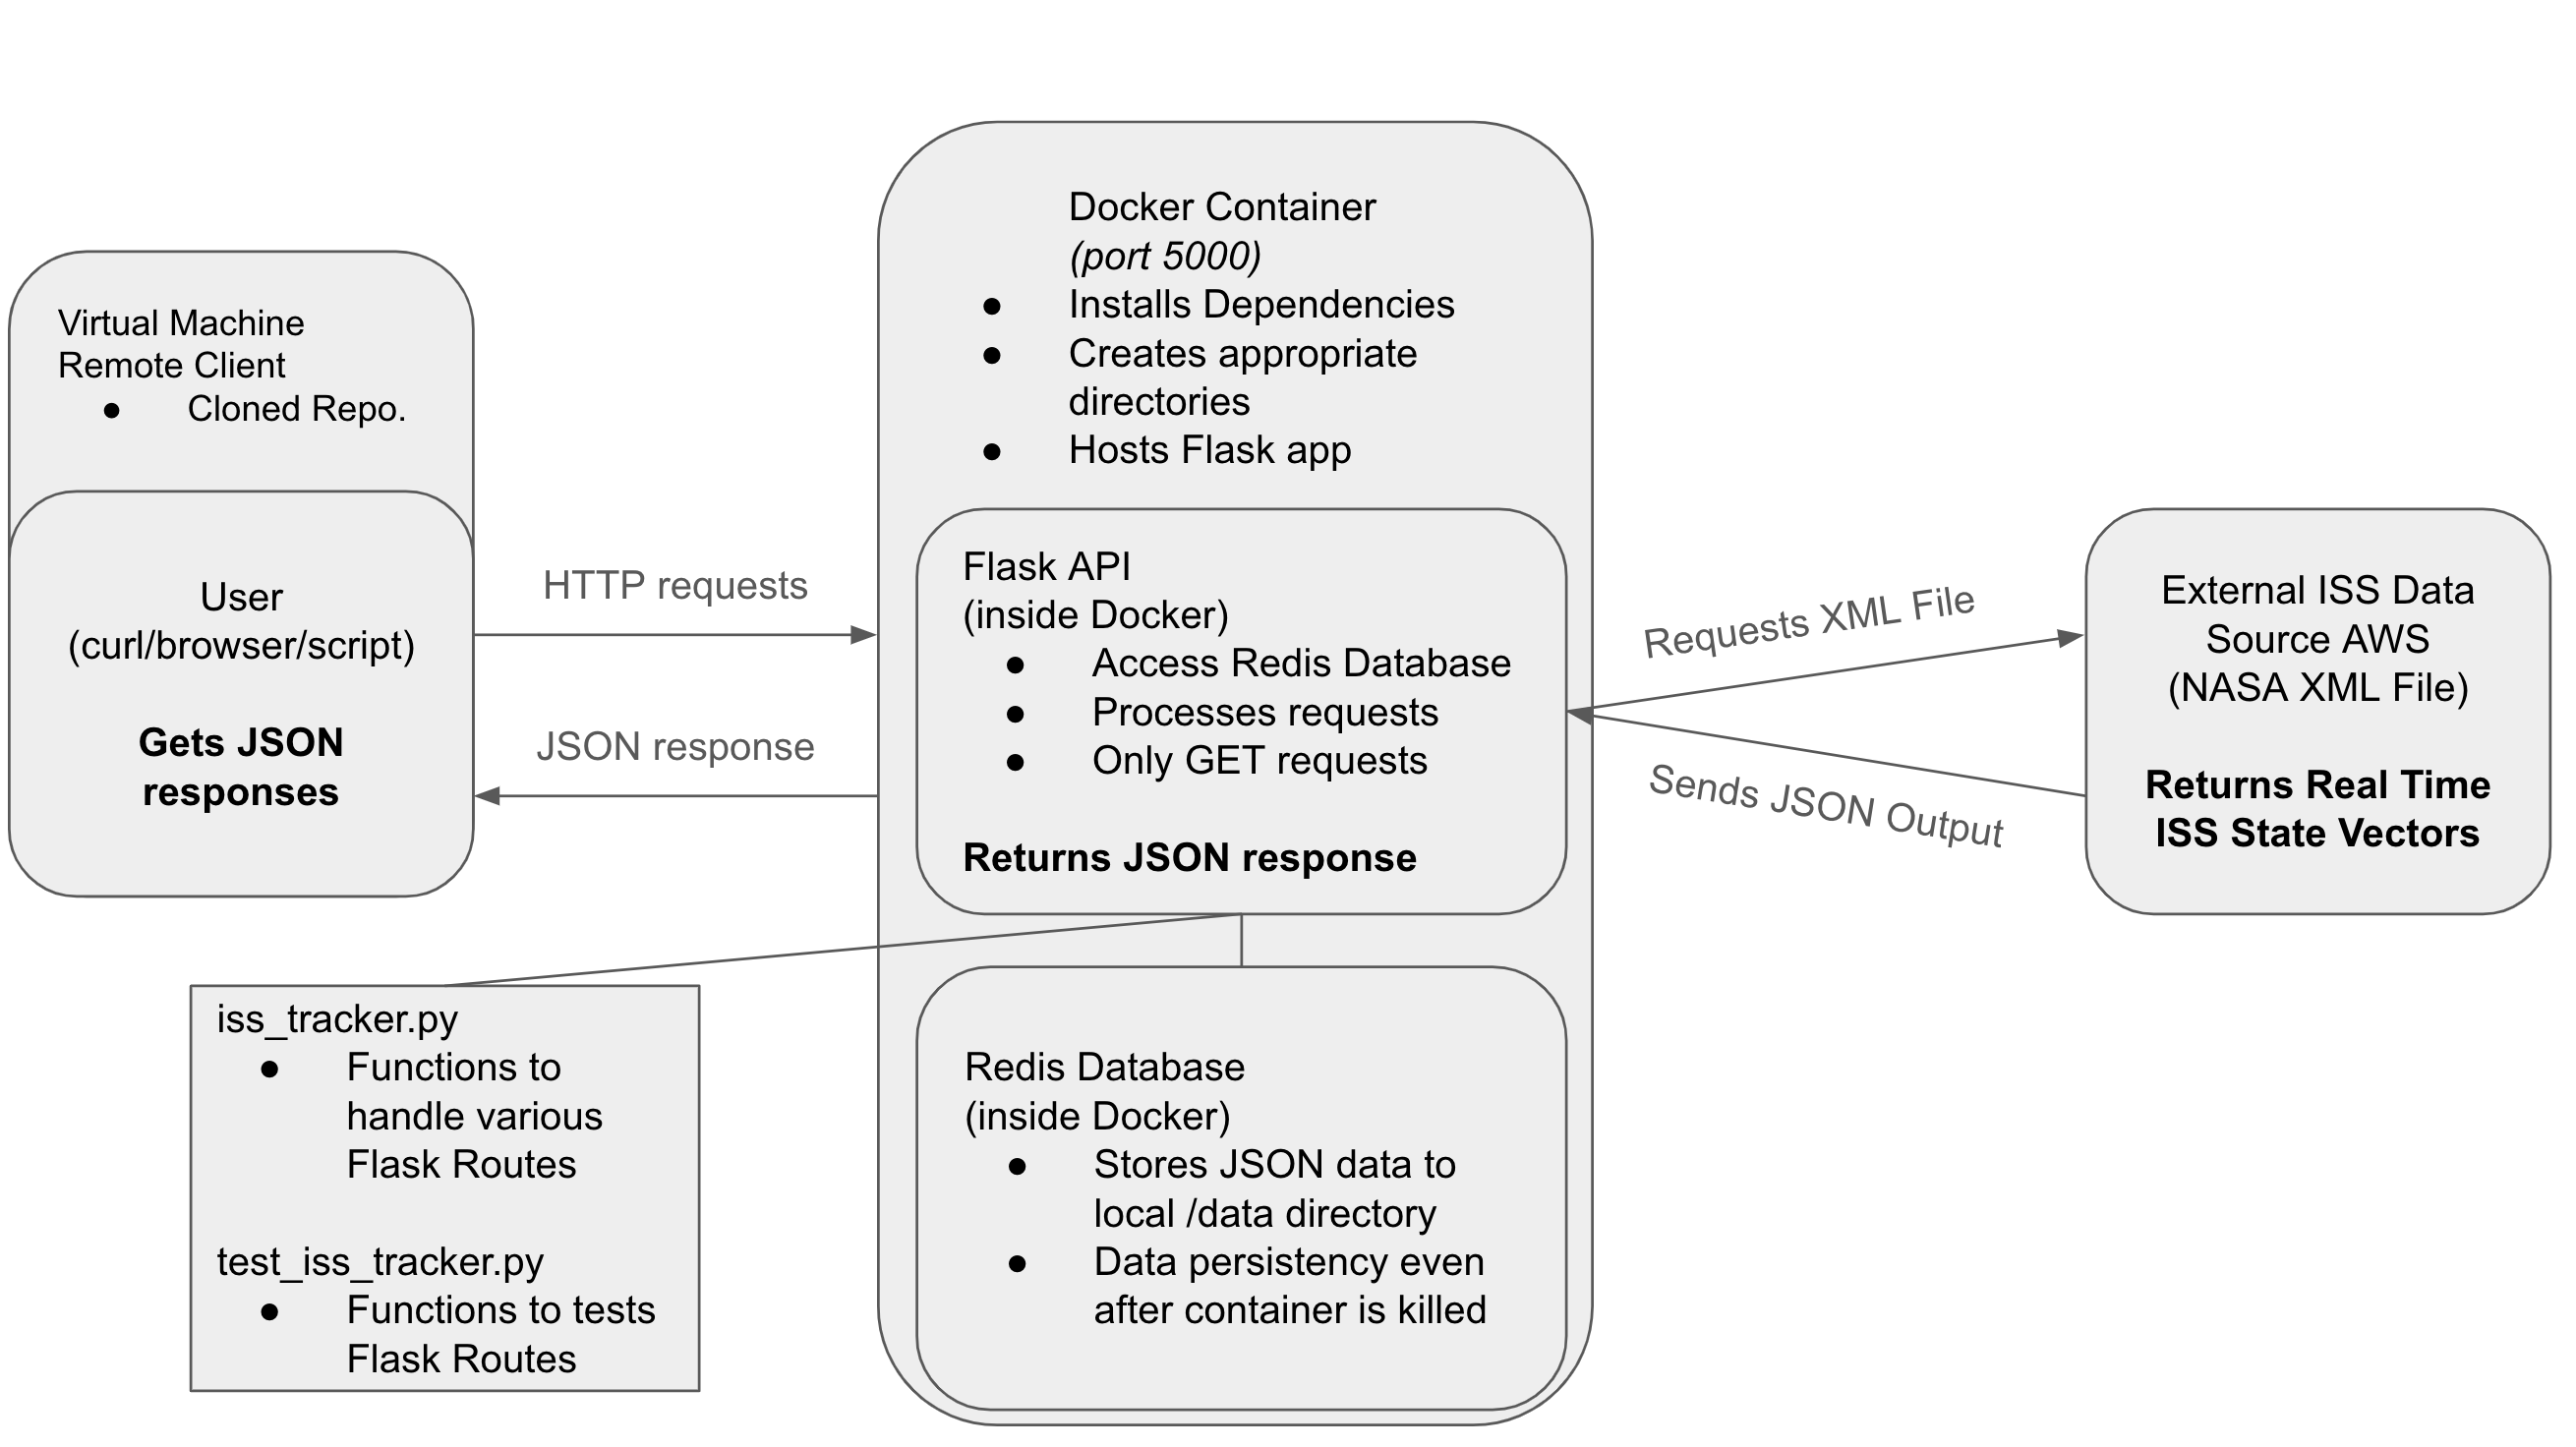 Virtual Machine
Remote Client
● Cloned Repo.
User
(curl/browser/script)
Gets JSON
responses
HTTP requests
JSON response
Docker Container
(port 5000)
● Installs Dependencies
● Creates appropriate
directories
● Hosts Flask app
Flask API
(inside Docker)
● Access Redis Database
● Processes requests
● Only GET requests
Returns JSON response
Requests XML File
Sends JSON Output
External ISS Data
Source AWS
(NASA XML File)
Returns Real Time
ISS State Vectors
iss_tracker.py
● Functions to
handle various
Flask Routes
test_iss_tracker.py
● Functions to tests
Flask Routes
Redis Database
(inside Docker)
● Stores JSON data to
local /data directory
● Data persistency even
after container is killed